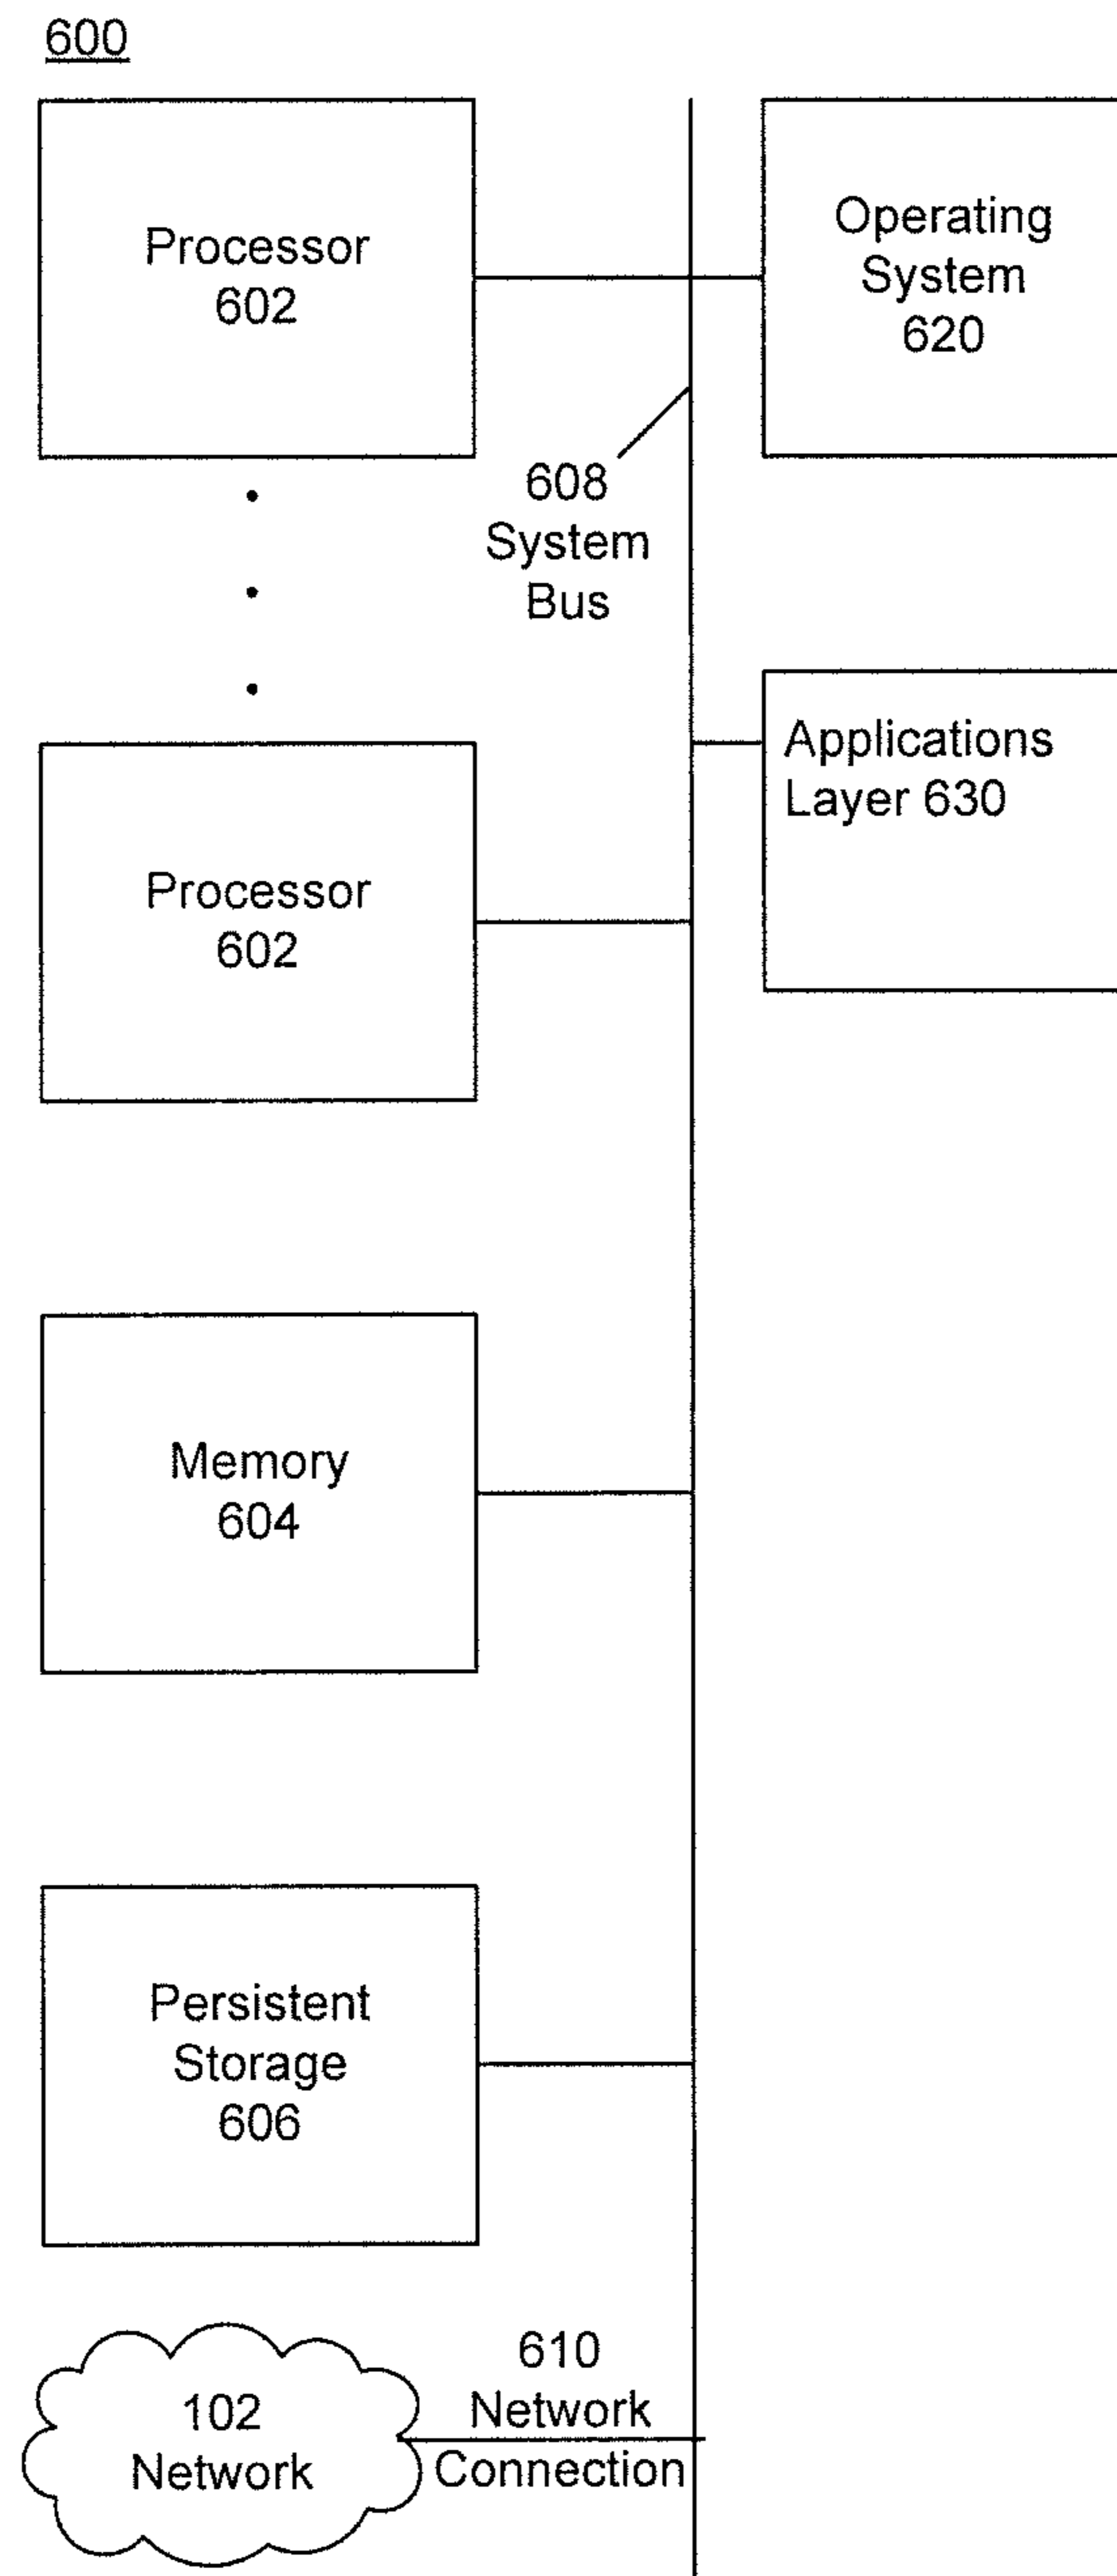 600
Processor
602
Operating
System
620
608
System
Bus
Applications
Layer 630
Processor
602
Memory
604
Persistent
Storage
606
610
Network
Connection
102
Network